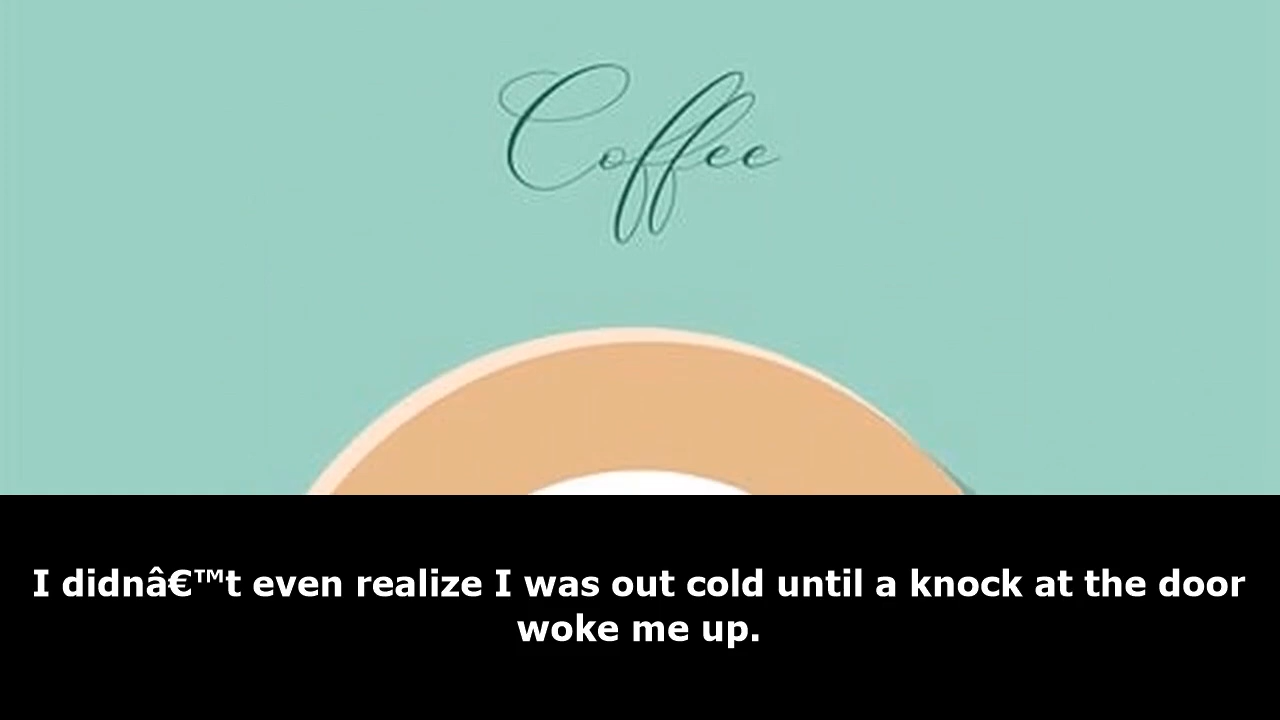 Coffee
I didnâ€™t even realize I was out cold until a knock at the door
woke me up.